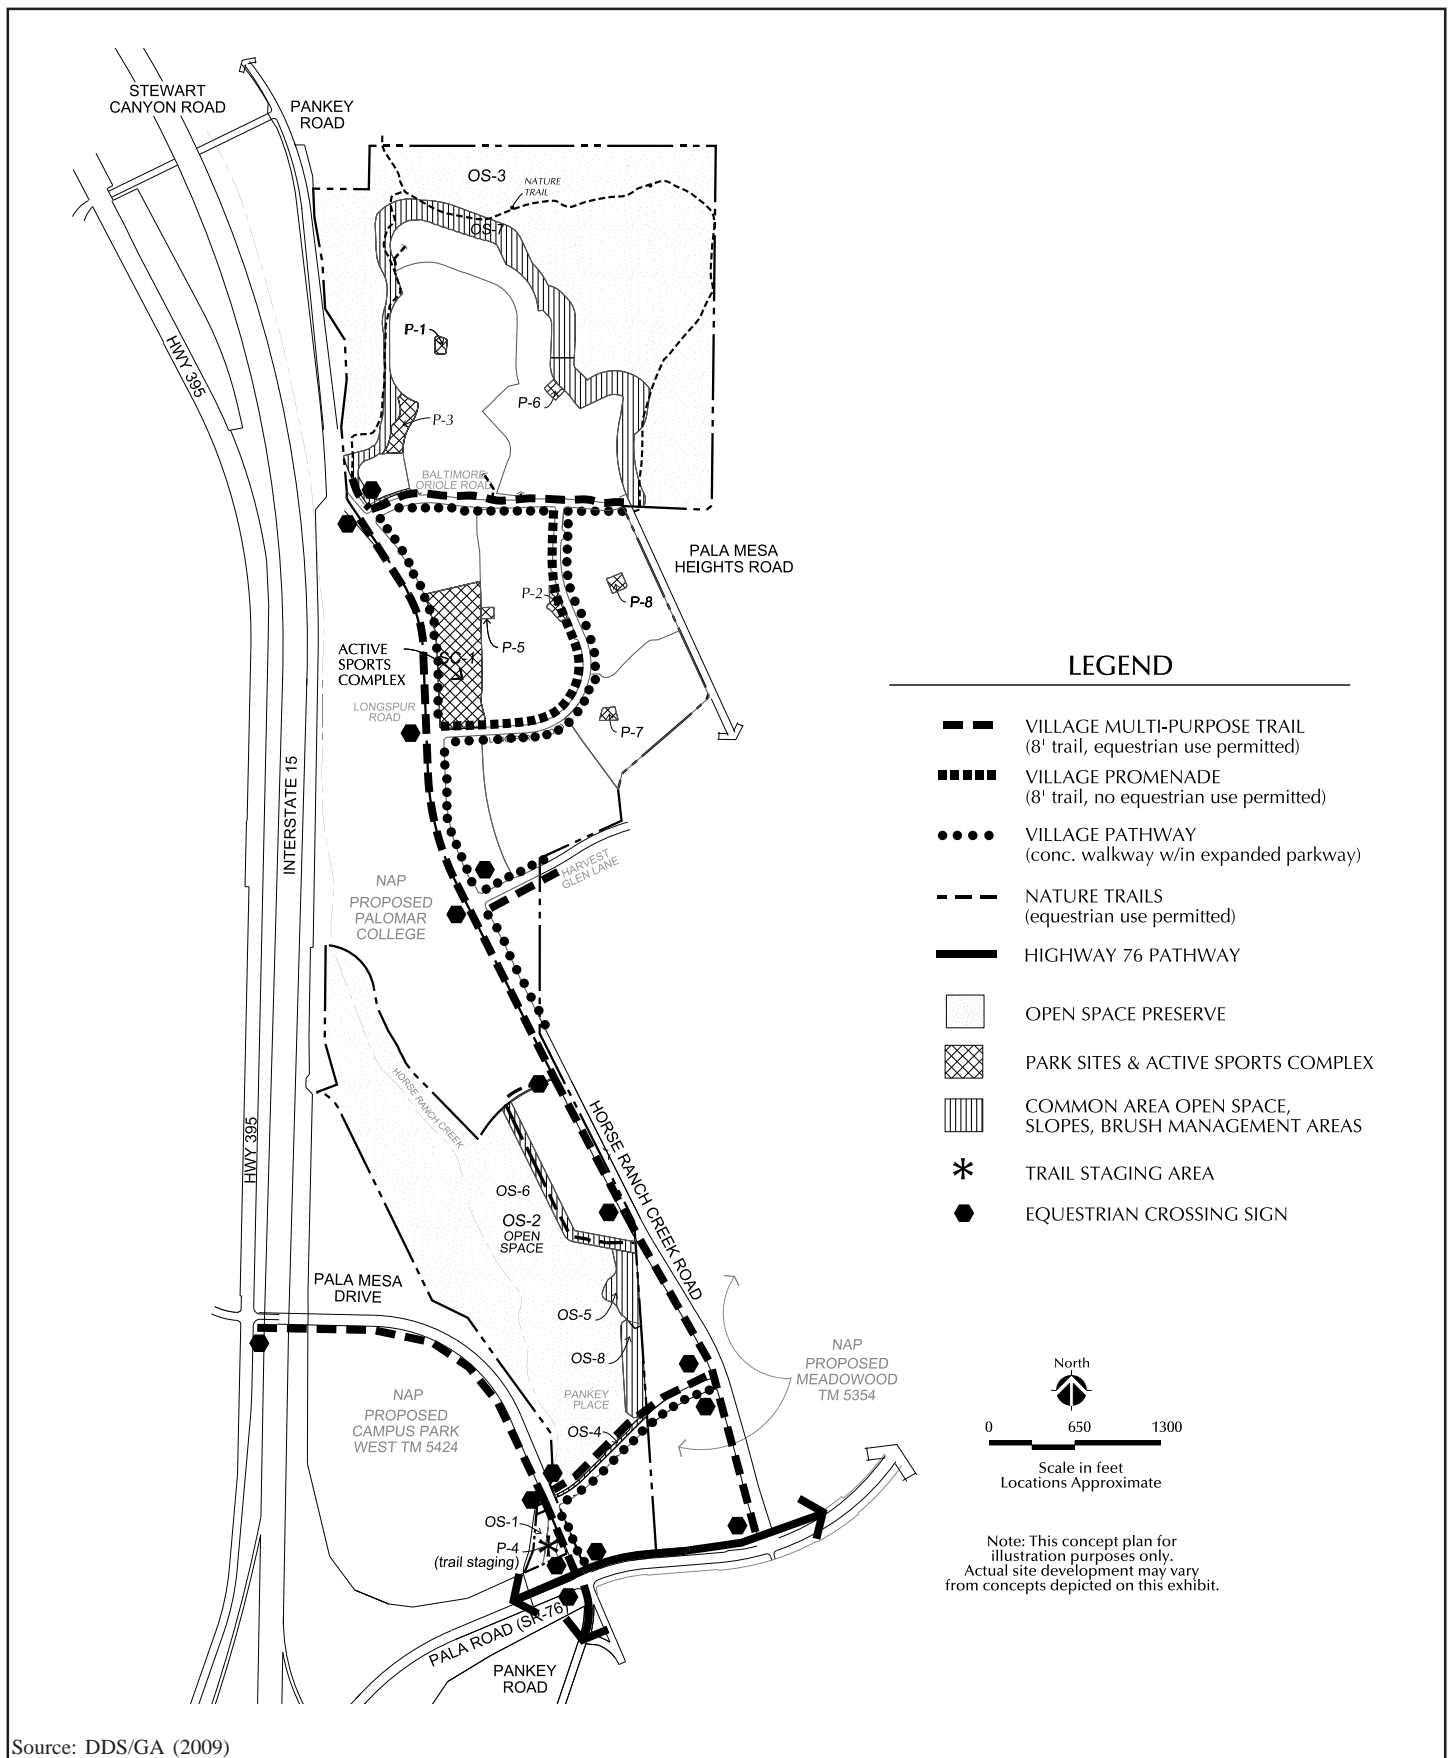 STEWART
CANYON ROAD
PANKEY
ROAD
OS-3
NATURE
TRAIL
OS-7
HWY 395
P-1
P-6
P-3
BALTIMORE
ORIOLE ROAD
PALA MESA
HEIGHTS ROAD
P-2
P-8
P-5
ACTIVE
SPORTS
COMPLEX
SC-1
LONGSPUR
ROAD
P-7
INTERSTATE 15
HARVEST
GLEN LANE
NAP
PROPOSED
PALOMAR
COLLEGE
HORSE RANCH CREEK
HORSE RANCH CREEK ROAD
HWY 395
OS-6
OS-2
OPEN
SPACE
PALA MESA
DRIVE
OS-5
OS-8
NAP
PROPOSED
MEADOWOOD
TM 5354
NAP
PROPOSED
CAMPUS PARK
WEST TM 5424
PANKEY
PLACE
OS-4
OS-1
P-4
(trail staging)
PALA ROAD (SR-76)
PANKEY
ROAD
LEGEND
VILLAGE MULTI-PURPOSE TRAIL
(8' trail, equestrian use permitted)
VILLAGE PROMENADE
(8' trail, no equestrian use permitted)
VILLAGE PATHWAY
(conc. walkway w/in expanded parkway)
NATURE TRAILS
(equestrian use permitted)
HIGHWAY 76 PATHWAY
OPEN SPACE PRESERVE
PARK SITES & ACTIVE SPORTS COMPLEX
COMMON AREA OPEN SPACE,
SLOPES, BRUSH MANAGEMENT AREAS
TRAIL STAGING AREA
EQUESTRIAN CROSSING SIGN
North
0 650 1300
Scale in feet
Locations Approximate
Note: This concept plan for
illustration purposes only.
Actual site development may vary
from concepts depicted on this exhibit.
Source: DDS/GA (2009)